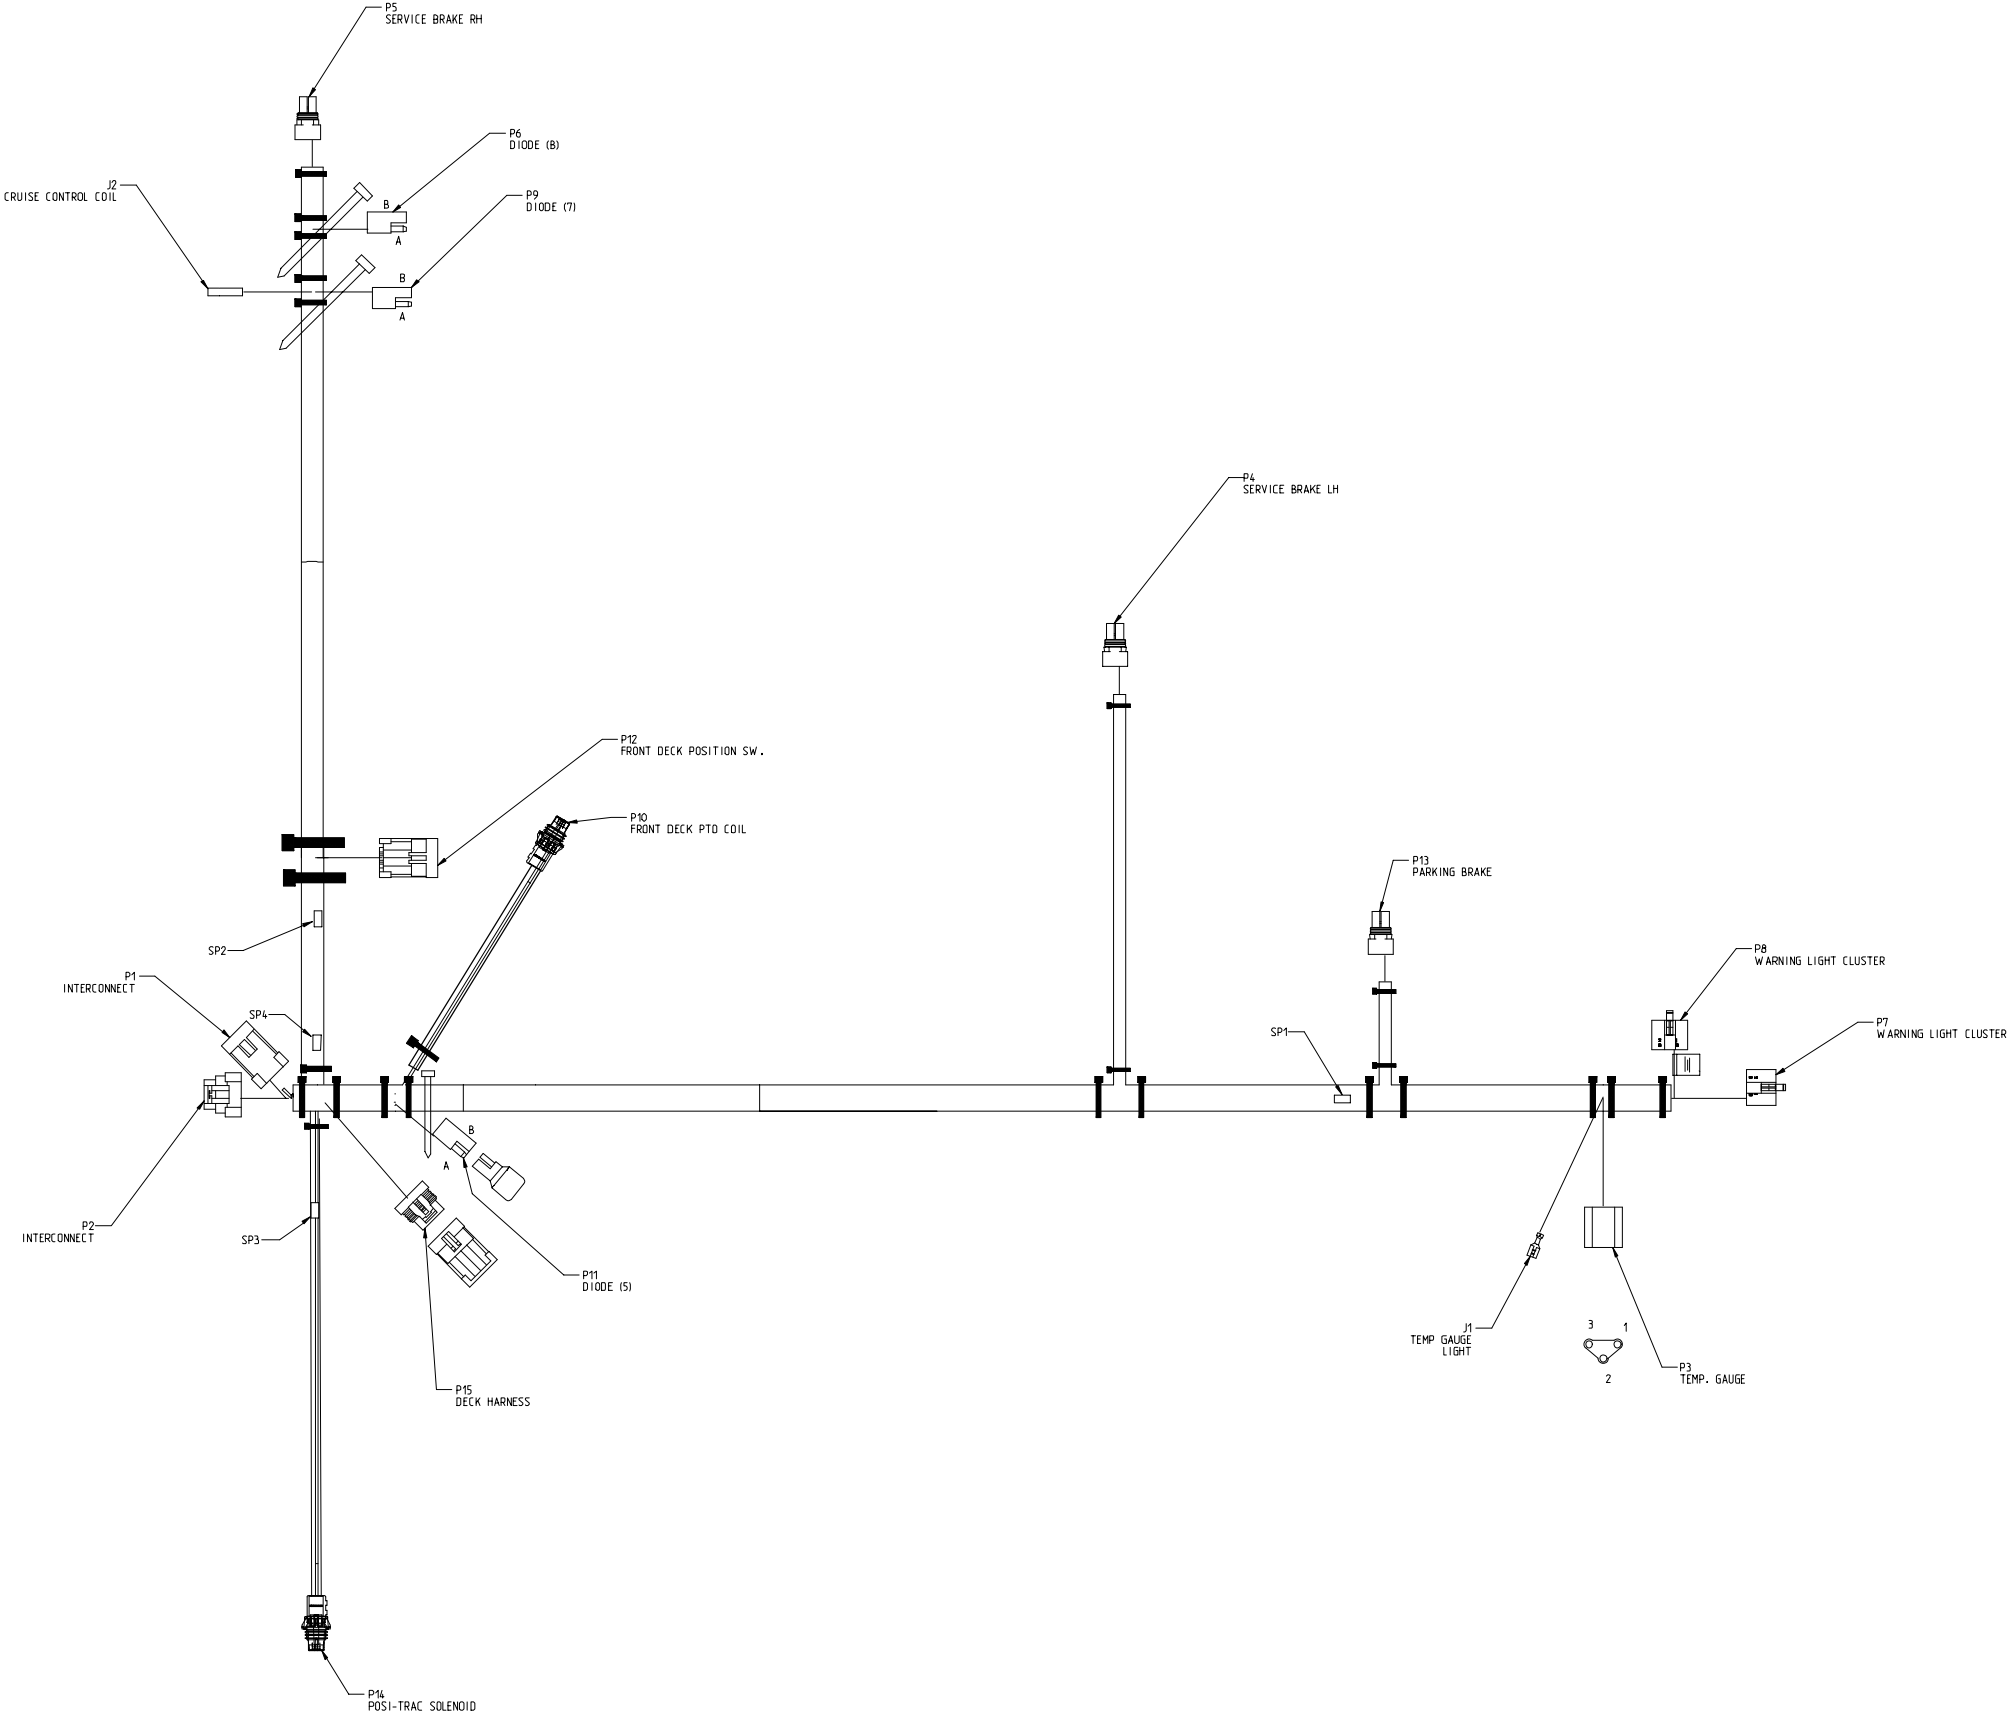 P5
SERVICE BRAKE RH
P6
DIODE (B)
J2
CRUISE CONTROL COIL
P9
DIODE (7)
B
A
B
A
P4
SERVICE BRAKE LH
P12
FRONT DECK POSITION SW.
P10
FRONT DECK PTO COIL
P13
PARKING BRAKE
SP2
P8
WARNING LIGHT CLUSTER
P1
INTERCONNECT
SP4
SP1
P7
WARNING LIGHT CLUSTER
B
A
P2
INTERCONNECT
SP3
P11
DIODE (5)
J1
TEMP GAUGE
LIGHT
3
1
2
P3
TEMP. GAUGE
P15
DECK HARNESS
P14
POSI-TRAC SOLENOID